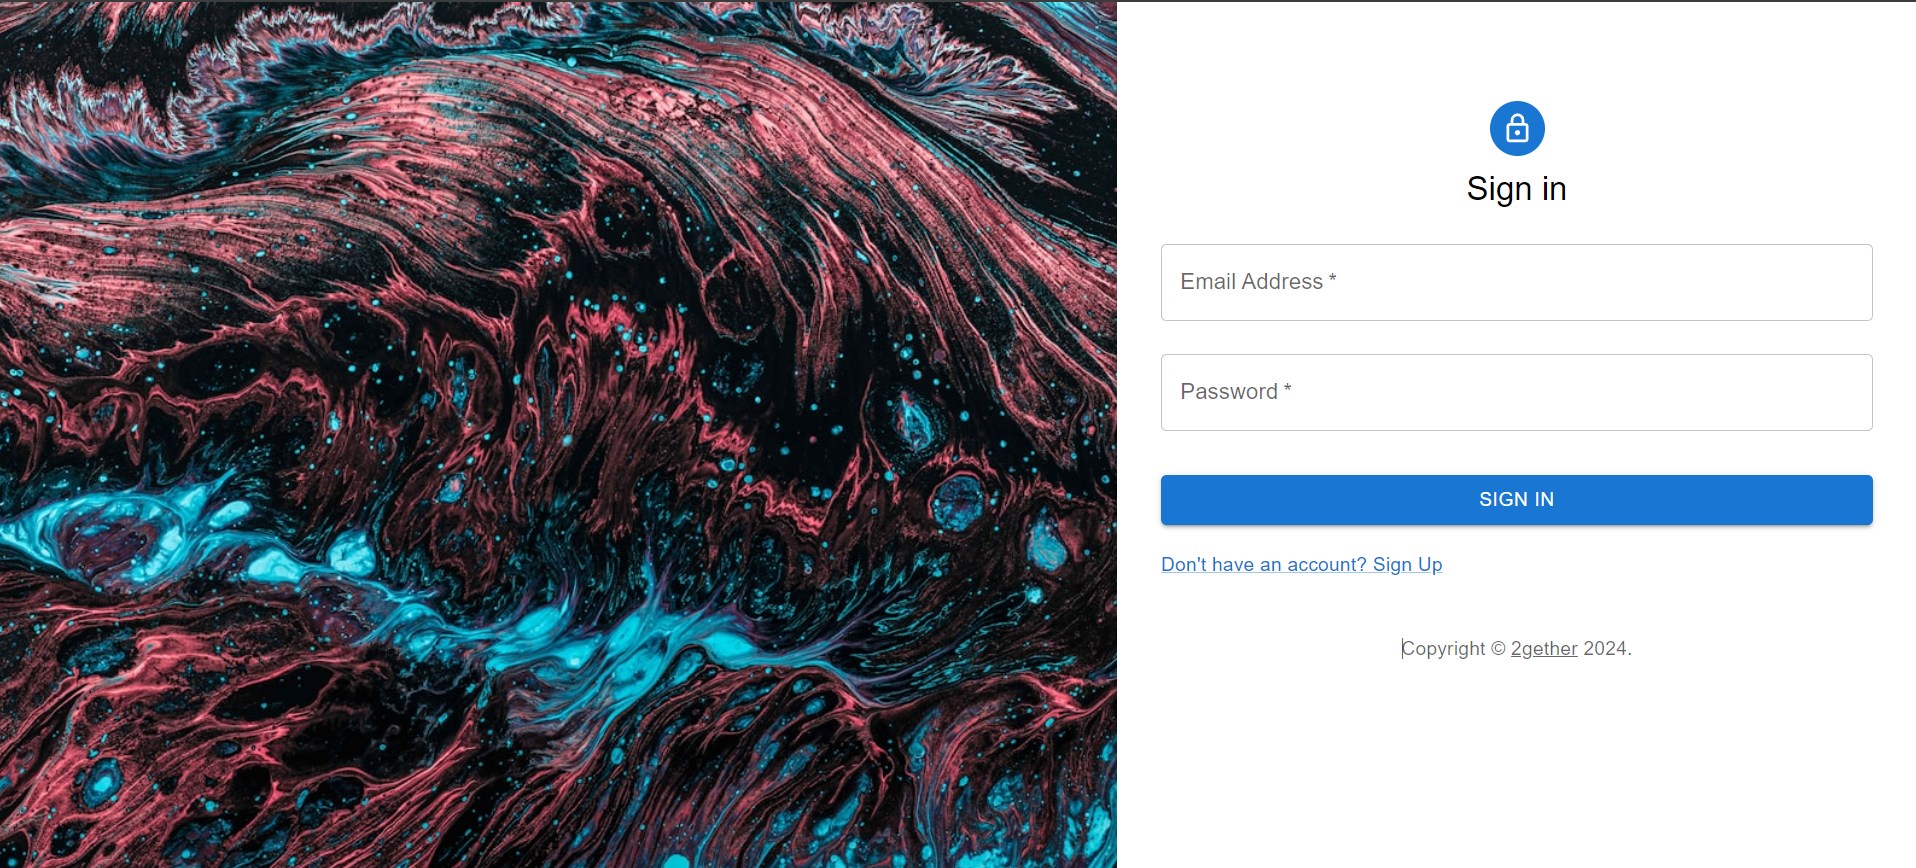 Sign in
Email Address *
Password *
SIGN IN
Don't have an account? Sign Up
Copyright © 2gether 2024.